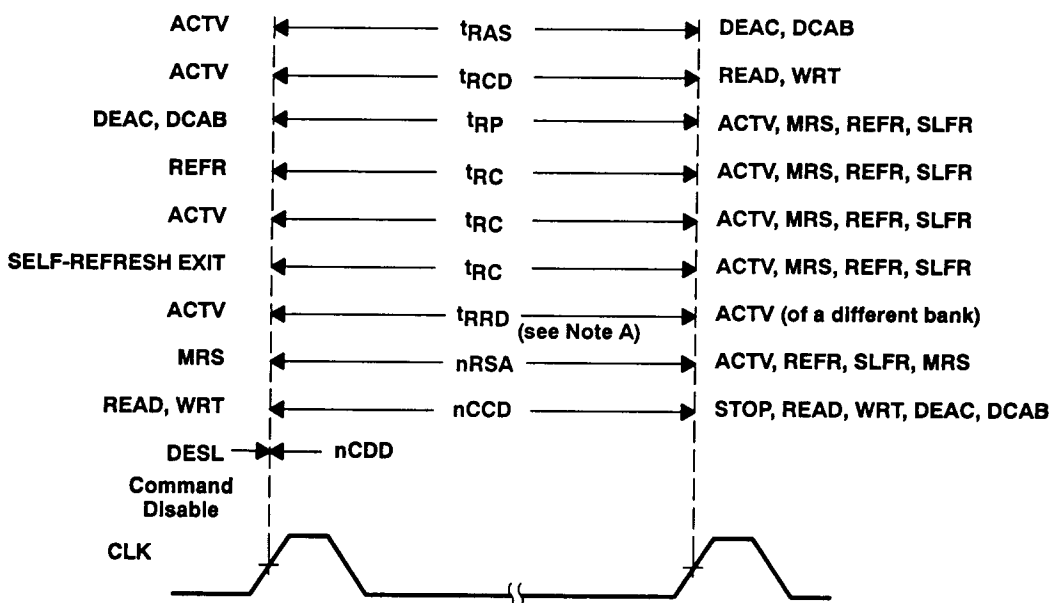 ACTV tRAS DEAC, DCAB
ACTV tRCD READ, WRT
DEAC, DCAB tRP ACTV, MRS, REFR, SLFR
REFR tRC ACTV, MRS, REFR, SLFR
ACTV tRC ACTV, MRS, REFR, SLFR
SELF-REFRESH EXIT tRC ACTV, MRS, REFR, SLFR
ACTV tRRD ACTV (of a different bank)
(see Note A)
MRS nRSA ACTV, REFR, SLFR, MRS
READ, WRT nCCD STOP, READ, WRT, DEAC, DCAB
DESL nCDD
Command
Disable
CLK